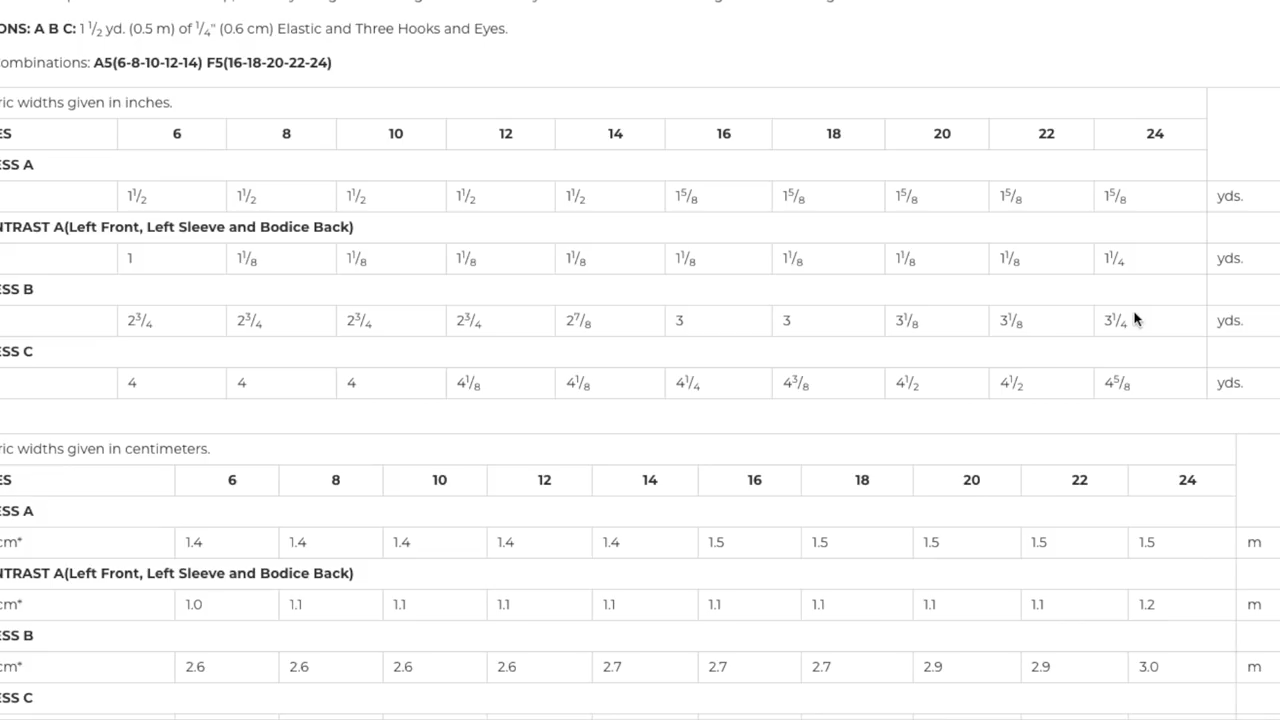 ONS: A B C: 1 1/2 yd. (0.5 m) of 1/4" (0.6 cm) Elastic and Three Hooks and Eyes.
ombinations: A5(6-8-10-12-14) F5(16-18-20-22-24)
ric widths given in inches.
ES 6 8 10 12 14 16 18 20 22 24
ESS A
1 1/2 1 1/2 1 1/2 1 1/2 1 1/2 1 5/8 1 5/8 1 5/8 1 5/8 1 5/8 yds.
NTRAST A(Left Front, Left Sleeve and Bodice Back)
1 1 1/8 1 1/8 1 1/8 1 1/8 1 1/8 1 1/8 1 1/8 1 1/8 1 1/4 yds.
ESS B
2 3/4 2 3/4 2 3/4 2 3/4 2 7/8 3 3 3 1/8 3 1/8 3 1/4 yds.
ESS C
4 4 4 4 1/8 4 1/8 4 1/4 4 3/8 4 1/2 4 1/2 4 5/8 yds.
ric widths given in centimeters.
ES 6 8 10 12 14 16 18 20 22 24
ESS A
cm* 1.4 1.4 1.4 1.4 1.4 1.5 1.5 1.5 1.5 1.5 m
NTRAST A(Left Front, Left Sleeve and Bodice Back)
cm* 1.0 1.1 1.1 1.1 1.1 1.1 1.1 1.1 1.1 1.2 m
ESS B
cm* 2.6 2.6 2.6 2.6 2.7 2.7 2.7 2.9 2.9 3.0 m
ESS C